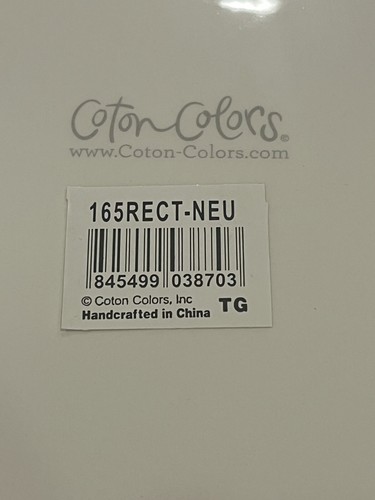 Coton Colors©
www.Coton-Colors.com
165RECT-NEU
845499 038703
© Coton Colors, Inc
Handcrafted in China TG